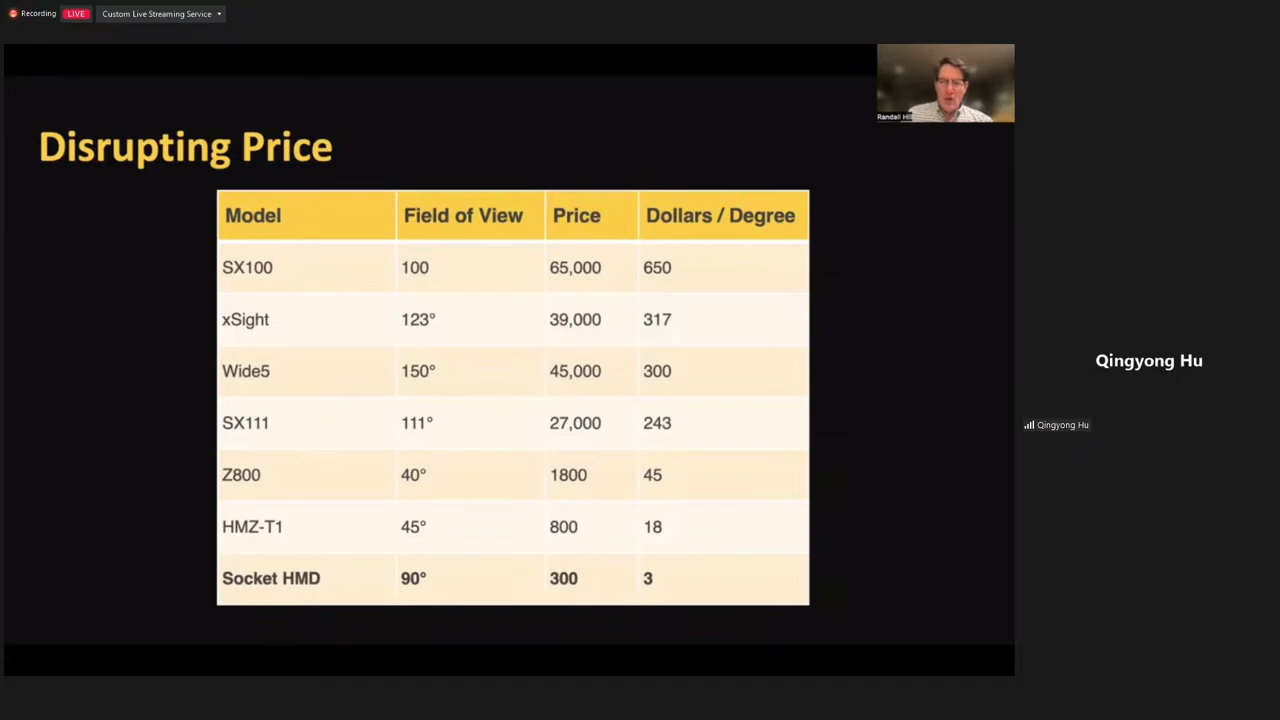 Recording LIVE Custom Live Streaming Service
Randall Hill
Disrupting Price
Model Field of View Price Dollars / Degree
SX100 100 65,000 650
xSight 123° 39,000 317
Wide5 150° 45,000 300
SX111 111° 27,000 243
Z800 40° 1800 45
HMZ-T1 45° 800 18
Socket HMD 90° 300 3
Qingyong Hu
Qingyong Hu